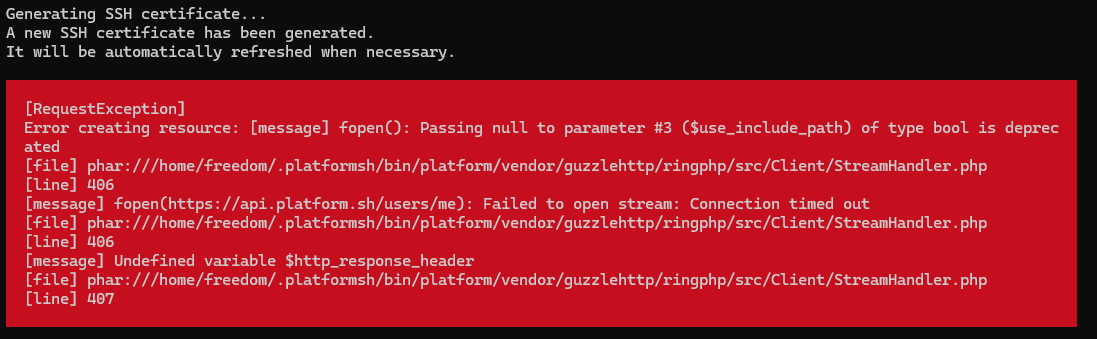 Generating SSH certificate...
A new SSH certificate has been generated.
It will be automatically refreshed when necessary.
[RequestException]
Error creating resource: [message] fopen(): Passing null to parameter #3 ($use_include_path) of type bool is deprec
ated
[file] phar:///home/freedom/.platformsh/bin/platform/vendor/guzzlehttp/ringphp/src/Client/StreamHandler.php
[line] 406
[message] fopen(https://api.platform.sh/users/me): Failed to open stream: Connection timed out
[file] phar:///home/freedom/.platformsh/bin/platform/vendor/guzzlehttp/ringphp/src/Client/StreamHandler.php
[line] 406
[message] Undefined variable $http_response_header
[file] phar:///home/freedom/.platformsh/bin/platform/vendor/guzzlehttp/ringphp/src/Client/StreamHandler.php
[line] 407